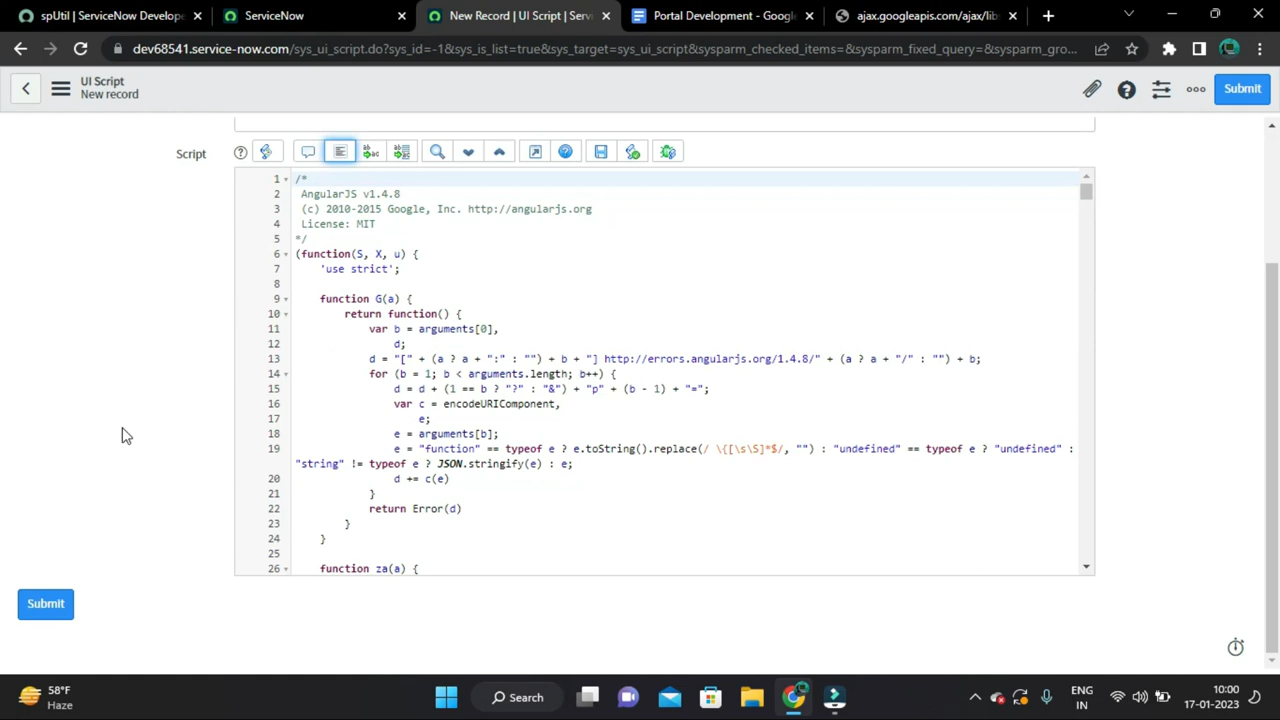 spUtil | ServiceNow Develope
ServiceNow
New Record | UI Script | Servi
Portal Development - Googl
ajax.googleapis.com/ajax/lib
dev68541.service-now.com/sys_ui_script.do?sys_id=-1&sys_is_list=true&sys_target=sys_ui_script&sysparm_checked_items=&sysparm_fixed_query=&sysparm_gro...
UI Script
New record
Submit
Script
1 /*
2 AngularJS v1.4.8
3 (c) 2010-2015 Google, Inc. http://angularjs.org
4 License: MIT
5 */
6 (function(S, X, u) {
7 'use strict';
8
9 function G(a) {
10 return function() {
11 var b = arguments[0],
12 d;
13 d = "[" + (a ? a + ":" : "") + b + "] http://errors.angularjs.org/1.4.8/" + (a ? a + "/" : "") + b;
14 for (b = 1; b < arguments.length; b++) {
15 d = d + (1 == b ? "?" : "&") + "p" + (b - 1) + "=";
16 var c = encodeURIComponent,
17 e;
18 e = arguments[b];
19 e = "function" == typeof e ? e.toString().replace(/ \{[\s\S]*$/, "") : "undefined" == typeof e ? "undefined" :
"string" != typeof e ? JSON.stringify(e) : e;
20 d += c(e)
21 }
22 return Error(d)
23 }
24 }
25
26 function za(a) {
Submit
58°F
Haze
Search
ENG
IN
10:00
17-01-2023